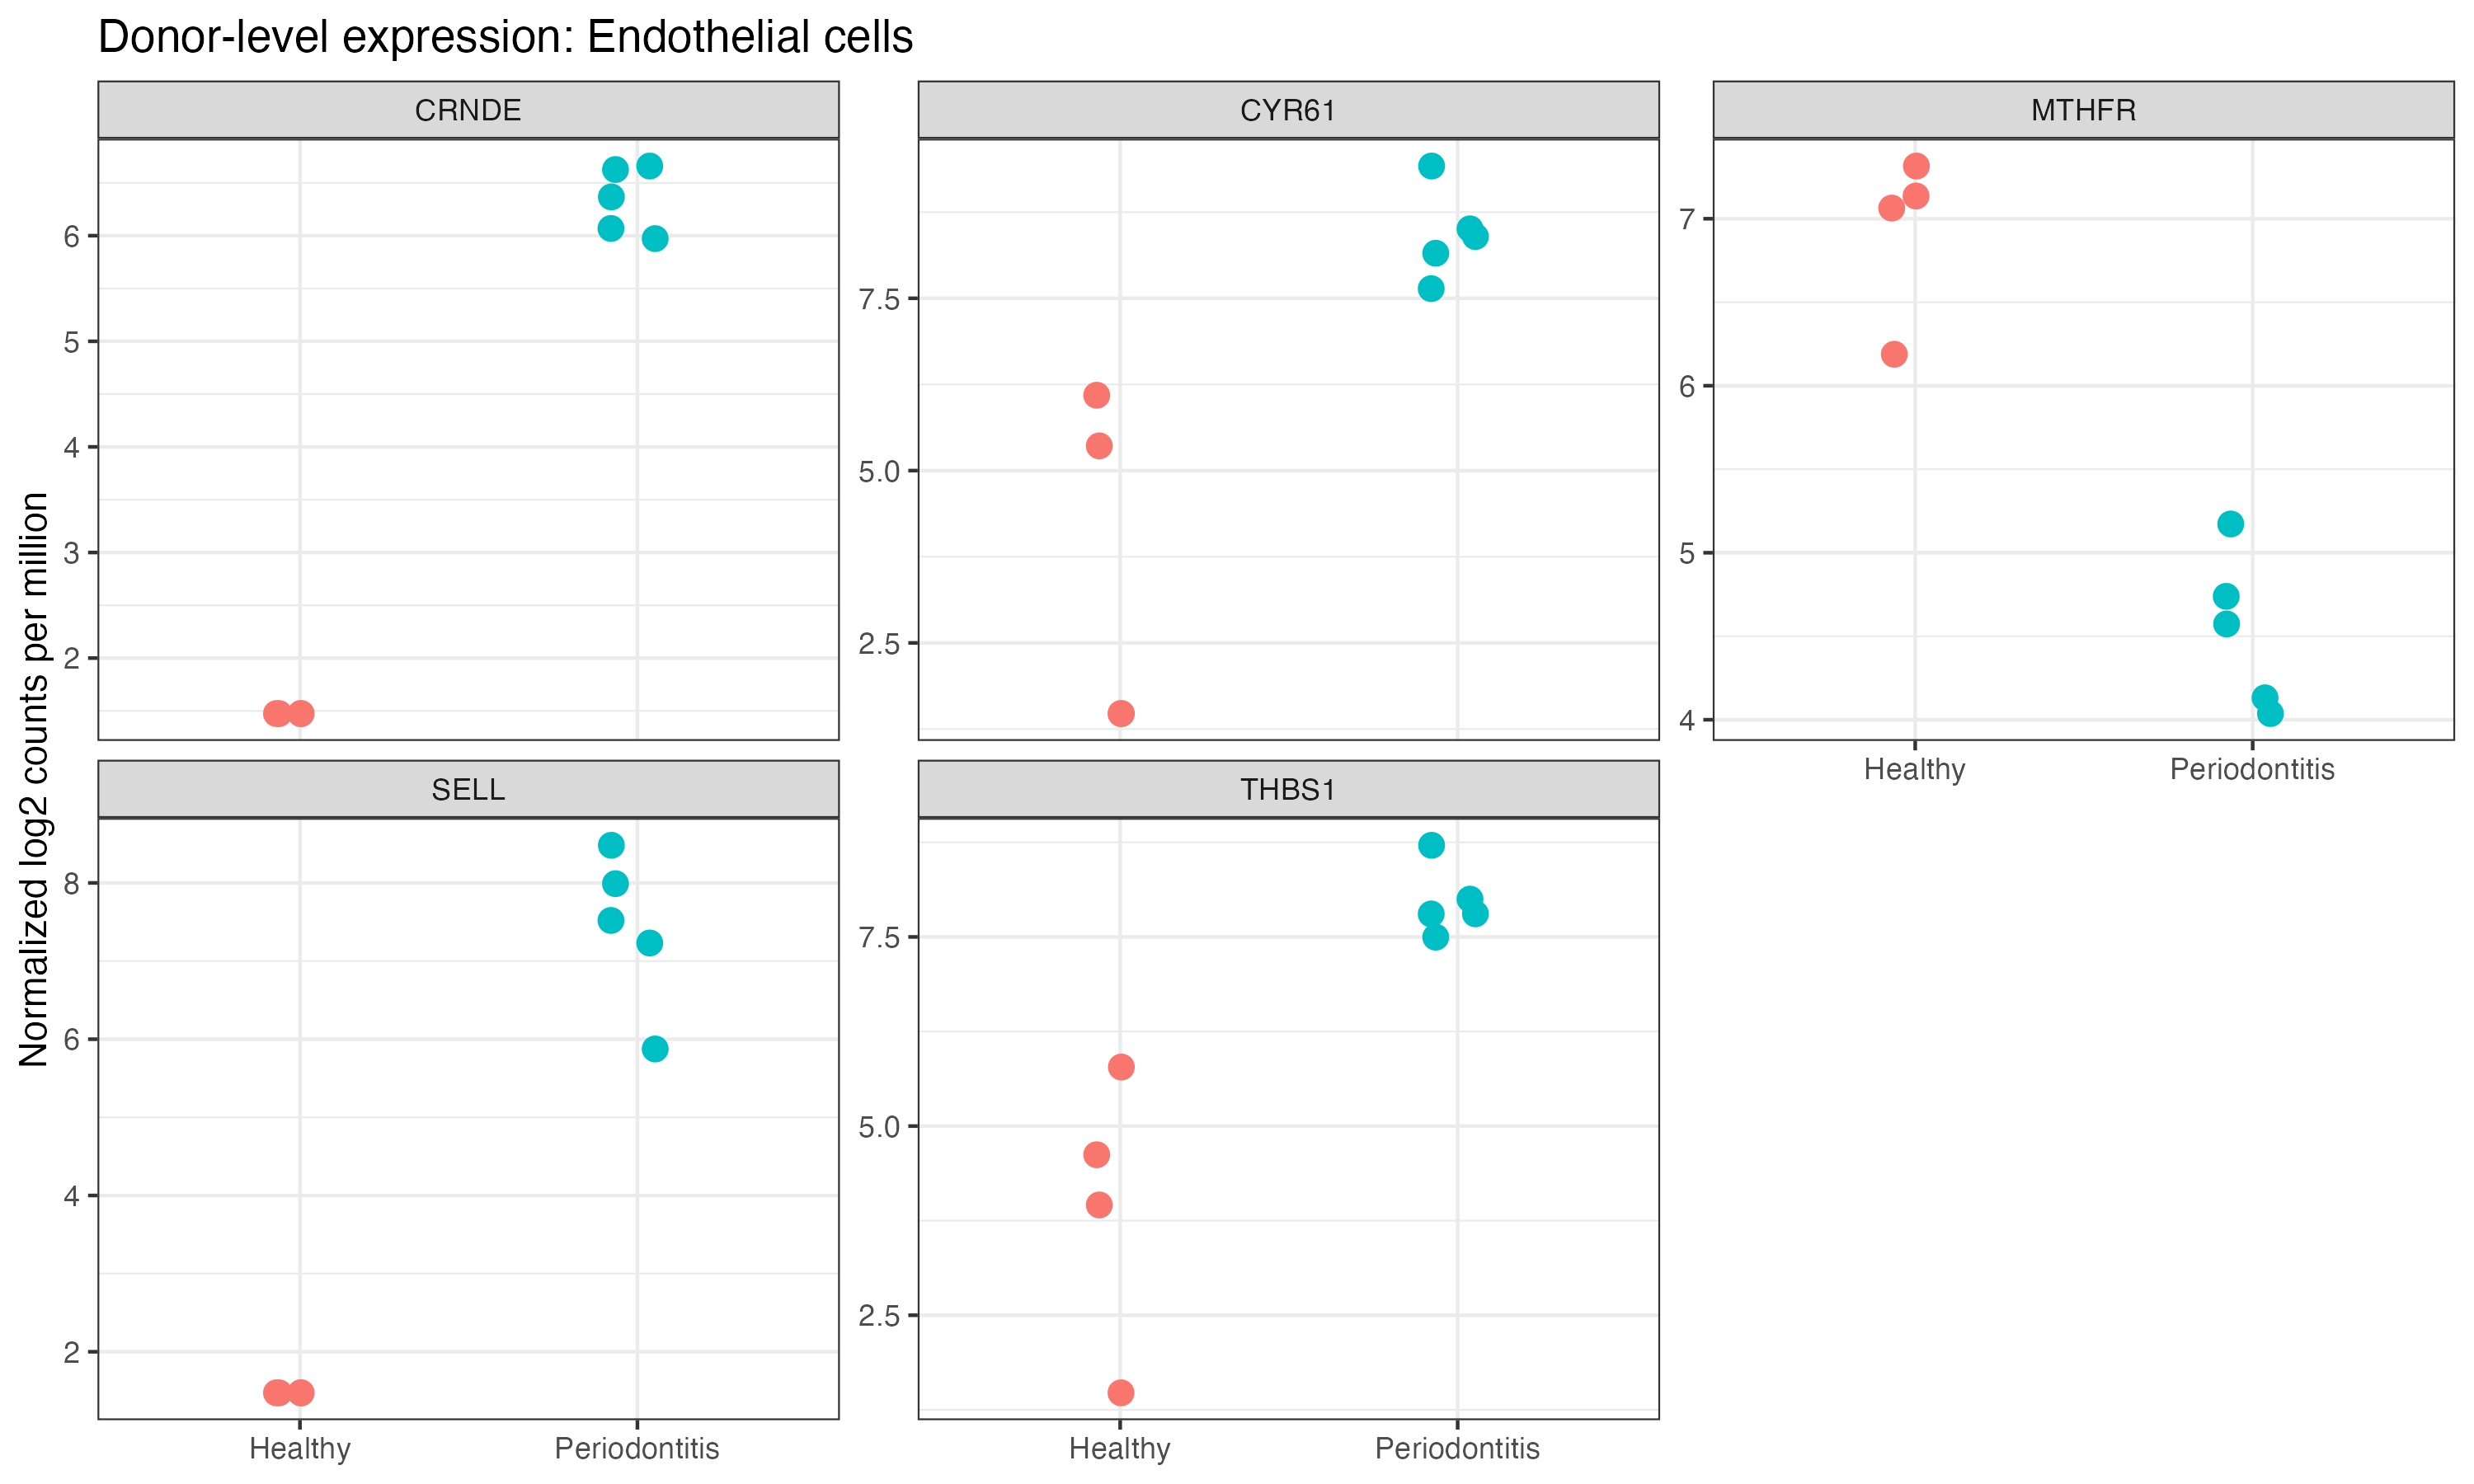 Donor-level expression: Endothelial cells
Normalized log2 counts per million
CRNDE
6
5
4
3
2
CYR61
7.5
5.0
2.5
MTHFR
7
6
5
4
Healthy
Periodontitis
SELL
8
6
4
2
Healthy
Periodontitis
THBS1
7.5
5.0
2.5
Healthy
Periodontitis